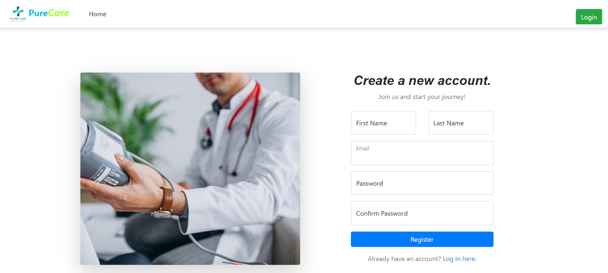 PureCare
Home
Login
Create a new account.
Join us and start your journey!
First Name
Last Name
Email
Password
Confirm Password
Register
Already have an account? Log in here.